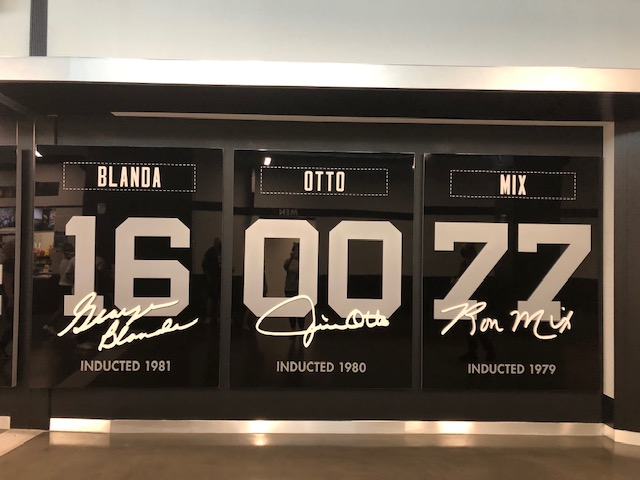 BLANDA
16
George
Blanda
INDUCTED 1981
OTTO
00
Jim Otto
INDUCTED 1980
MIX
77
Ron Mix
INDUCTED 1979